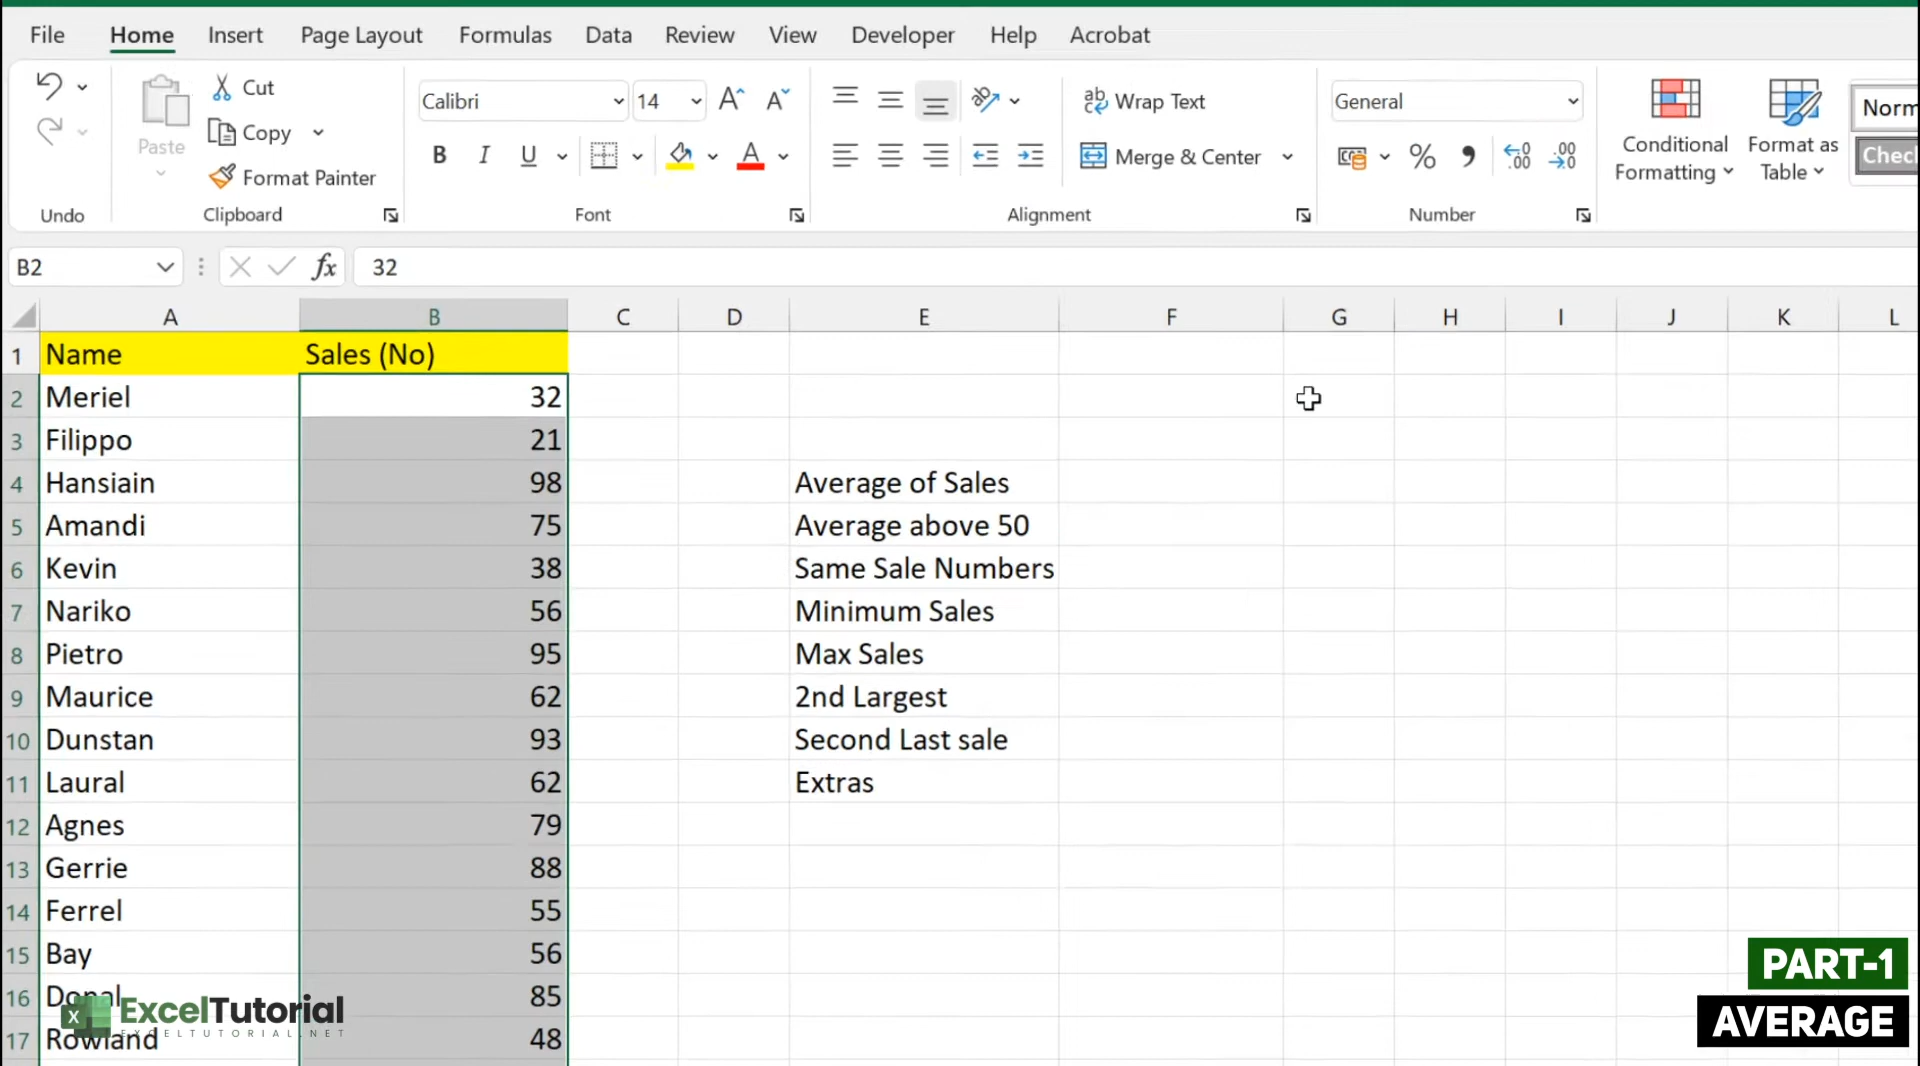 File Home Insert Page Layout Formulas Data Review View Developer Help Acrobat
Cut
Copy
Format Painter
Paste
Undo
Clipboard
Calibri 14
B I U A
Font
Wrap Text
Merge & Center
Alignment
General
% , .00 .00
Number
Conditional Formatting
Format as Table
Norm
Check
B2 fx 32
A B C D E F G H I J K L
1 Name Sales (No)
2 Meriel 32
3 Filippo 21
4 Hansiain 98 Average of Sales
5 Amandi 75 Average above 50
6 Kevin 38 Same Sale Numbers
7 Nariko 56 Minimum Sales
8 Pietro 95 Max Sales
9 Maurice 62 2nd Largest
10 Dunstan 93 Second Last sale
11 Laural 62 Extras
12 Agnes 79
13 Gerrie 88
14 Ferrel 55
15 Bay 56
16 Donal 85
17 Rowland 48
ExcelTutorial
EXCELTUTORIAL.NET
PART-1
AVERAGE